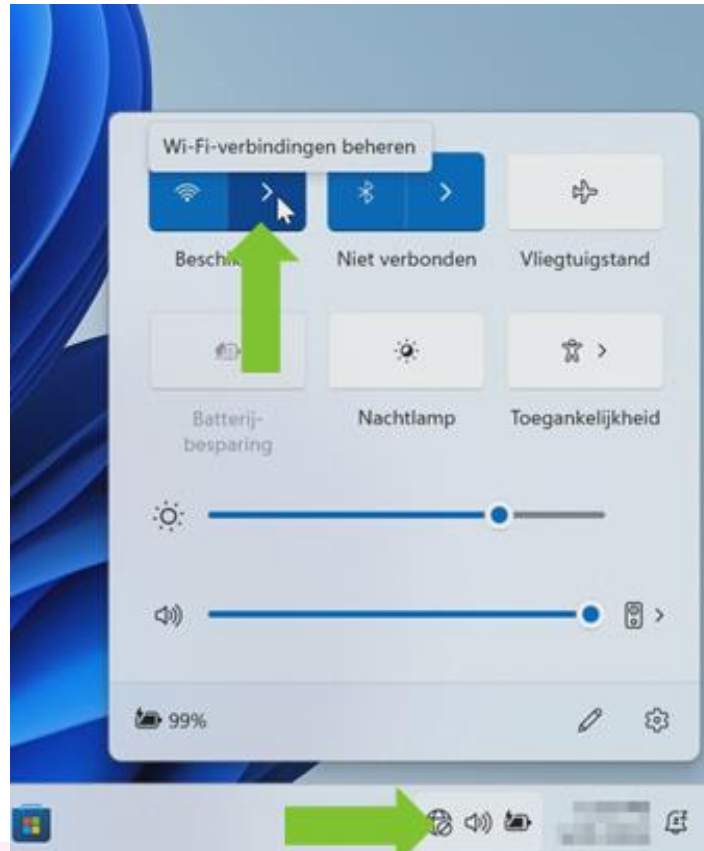 Wi-Fi-verbindingen beheren
Niet verbonden
Vliegtuigstand
Batterij-
besparing
Nachtlamp
Toegankelijkheid
99%